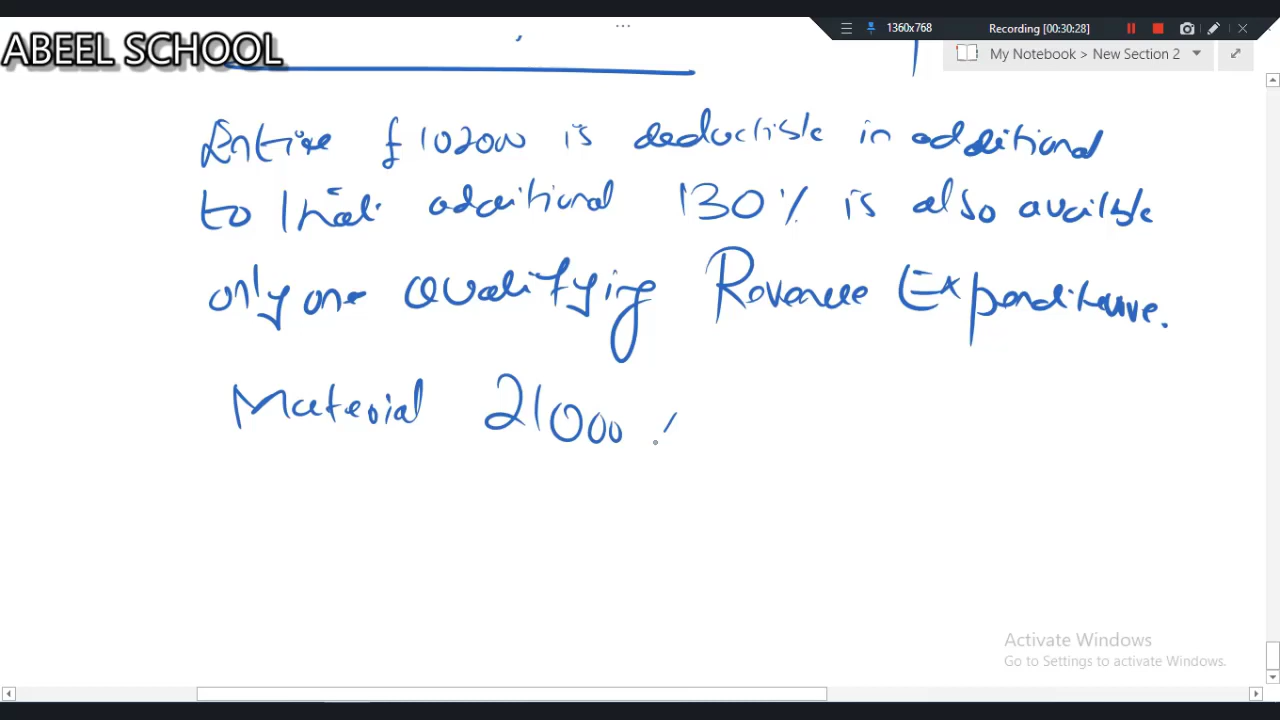 1360x768 Recording [00:30:28]
ABEEL SCHOOL
My Notebook > New Section 2
Entire £102000 is deductible in additional
to that additional 130% is also available
only one Qualifying Revenue Expenditure.
Material 21000
Activate Windows
Go to Settings to activate Windows.